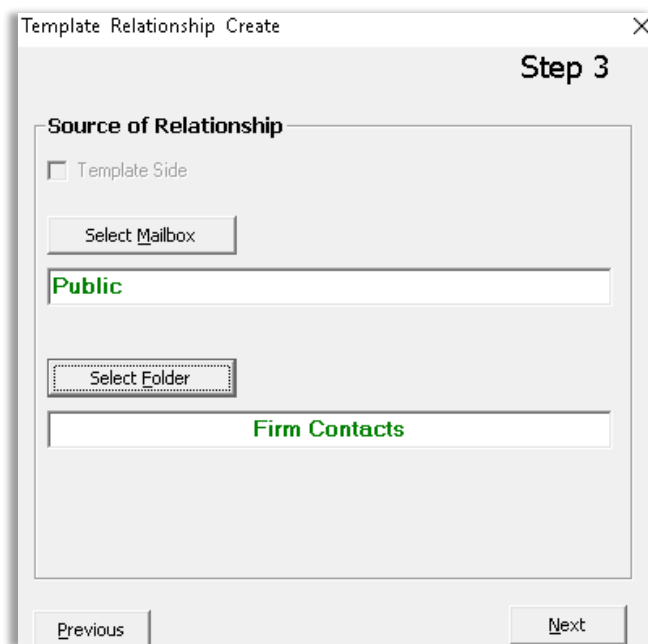 Template Relationship Create
Step 3
Source of Relationship
Template Side
Select Mailbox
Public
Select Folder
Firm Contacts
Previous
Next